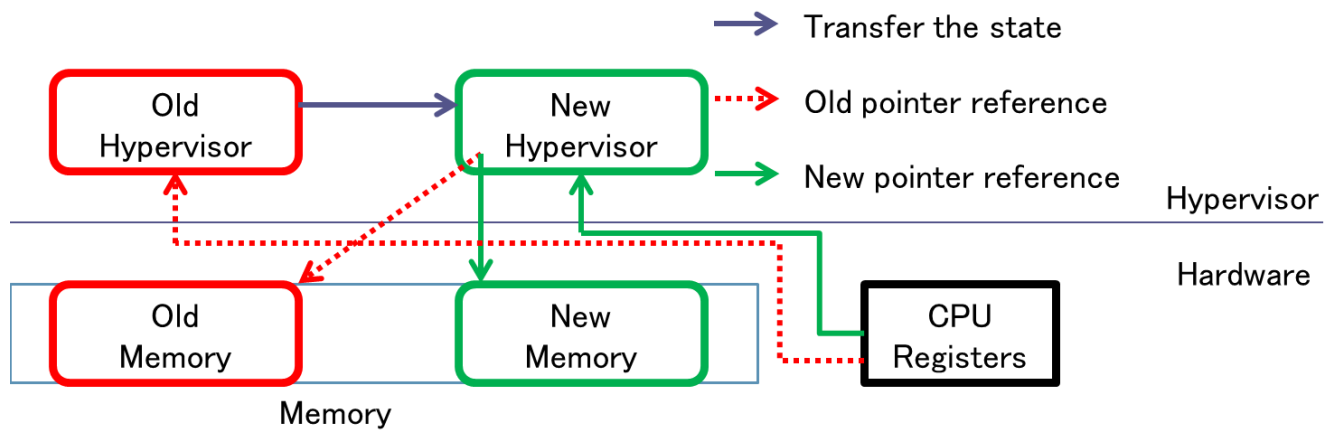 Transfer the state
Old
Hypervisor
New
Hypervisor
Old pointer reference
New pointer reference
Hypervisor
Hardware
Old
Memory
New
Memory
CPU
Registers
Memory